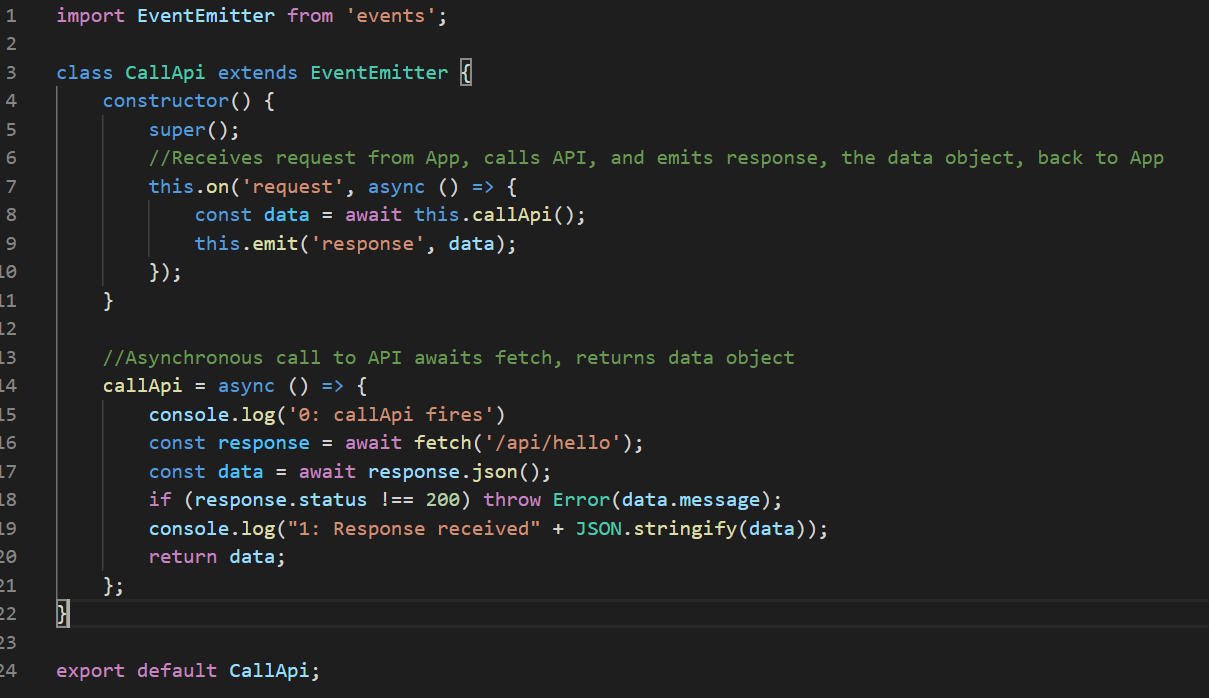 1 import EventEmitter from 'events';
2
3 class CallApi extends EventEmitter {
4 constructor() {
5 super();
6 //Receives request from App, calls API, and emits response, the data object, back to App
7 this.on('request', async () => {
8 const data = await this.callApi();
9 this.emit('response', data);
10 });
11 }
12
13 //Asynchronous call to API awaits fetch, returns data object
14 callApi = async () => {
15 console.log('0: callApi fires')
16 const response = await fetch('/api/hello');
17 const data = await response.json();
18 if (response.status !== 200) throw Error(data.message);
19 console.log("1: Response received" + JSON.stringify(data));
20 return data;
21 };
22 }
23
24 export default CallApi;